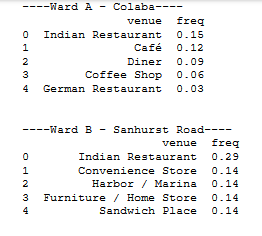 ----Ward A - Colaba----
venue freq
0 Indian Restaurant 0.15
1 Café 0.12
2 Diner 0.09
3 Coffee Shop 0.06
4 German Restaurant 0.03
----Ward B - Sanhurst Road----
venue freq
0 Indian Restaurant 0.29
1 Convenience Store 0.14
2 Harbor / Marina 0.14
3 Furniture / Home Store 0.14
4 Sandwich Place 0.14